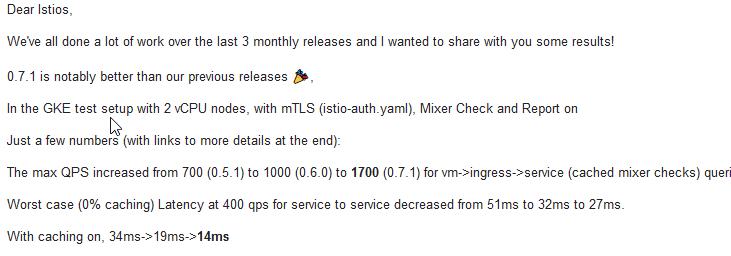 Dear Istios,
We've all done a lot of work over the last 3 monthly releases and I wanted to share with you some results!
0.7.1 is notably better than our previous releases 🎉,
In the GKE test setup with 2 vCPU nodes, with mTLS (istio-auth.yaml), Mixer Check and Report on
Just a few numbers (with links to more details at the end):
The max QPS increased from 700 (0.5.1) to 1000 (0.6.0) to 1700 (0.7.1) for vm->ingress->service (cached mixer checks) queri
Worst case (0% caching) Latency at 400 qps for service to service decreased from 51ms to 32ms to 27ms.
With caching on, 34ms->19ms->14ms